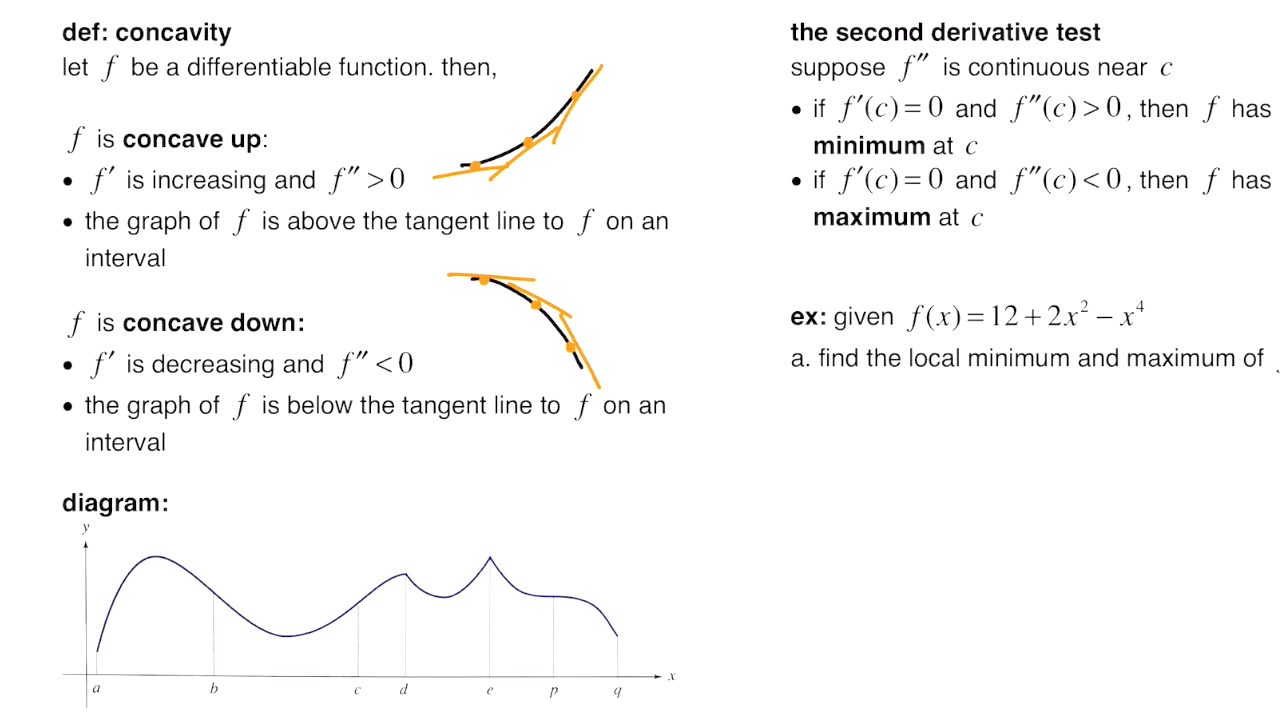 def: concavity
let f be a differentiable function. then,
f is concave up:
• f′ is increasing and f″ > 0
• the graph of f is above the tangent line to f on an
interval
f is concave down:
• f′ is decreasing and f″ < 0
• the graph of f is below the tangent line to f on an
interval
diagram:
y
x
a b c d e p q
the second derivative test
suppose f″ is continuous near c
• if f′(c) = 0 and f″(c) > 0, then f has
minimum at c
• if f′(c) = 0 and f″(c) < 0, then f has
maximum at c
ex: given f(x) = 12 + 2x² − x⁴
a. find the local minimum and maximum of